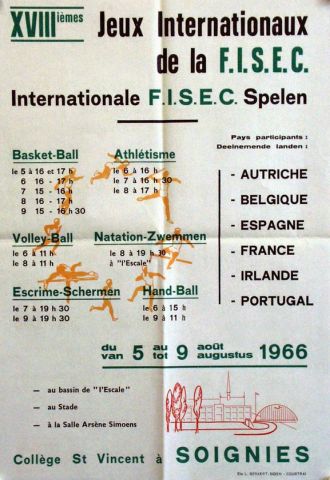 XVIIIièmes Jeux Internationaux
de la F.I.S.E.C.
Internationale F.I.S.E.C. Spelen
Pays participants :
Deelnemende landen :
Basket-Ball
le 5 à 16 et 17 h
6 16 - 17 h
7 15 - 16 h
8 16 - 17 h
9 15 - 16 h 30
Athlétisme
le 6 à 16 h
le 7 à 16 h 30
le 8 à 17 h
- AUTRICHE
- BELGIQUE
- ESPAGNE
- FRANCE
- IRLANDE
- PORTUGAL
Volley-Ball
le 6 à 11 h
le 8 à 11 h
Natation-Zwemmen
le 8 à 19 h 30
à "l'Escale"
Escrime-Schermen
le 7 à 19 h 30
le 9 à 19 h 30
Hand-Ball
le 6 à 15 h
le 9 à 11 h
du 5 au 9 août 1966
van tot augustus
— au bassin de "l'Escale"
— au Stade
— à la Salle Arsène Simoens
Collège St Vincent à SOIGNIES